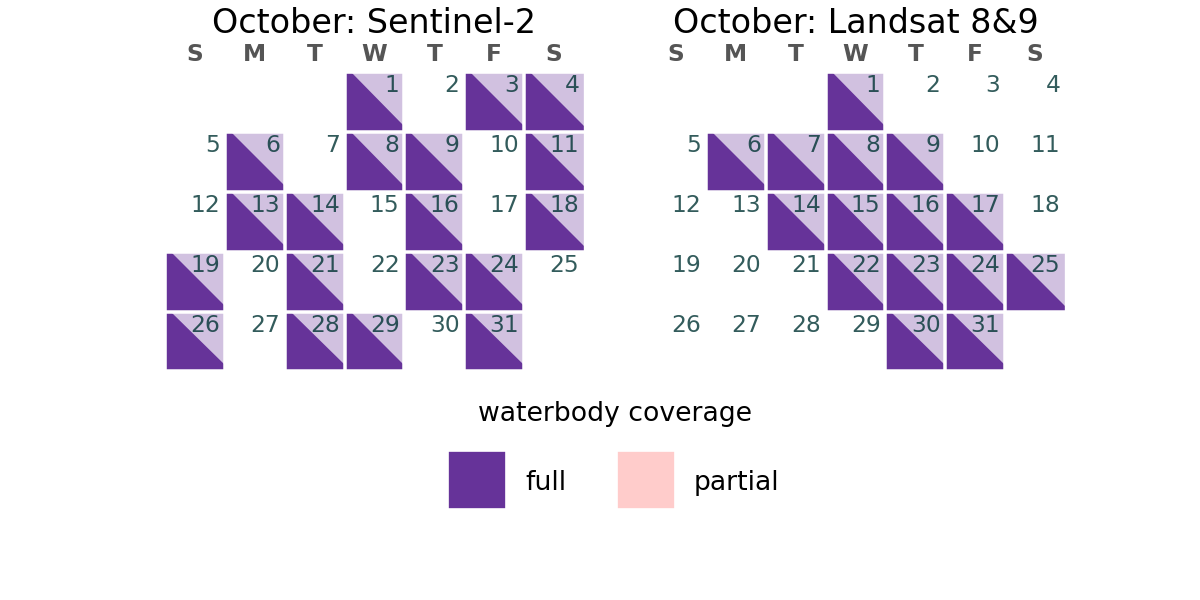 October: Sentinel-2
S M T W T F S
1 2 3 4
5 6 7 8 9 10 11
12 13 14 15 16 17 18
19 20 21 22 23 24 25
26 27 28 29 30 31
October: Landsat 8&9
S M T W T F S
1 2 3 4
5 6 7 8 9 10 11
12 13 14 15 16 17 18
19 20 21 22 23 24 25
26 27 28 29 30 31
waterbody coverage
full partial